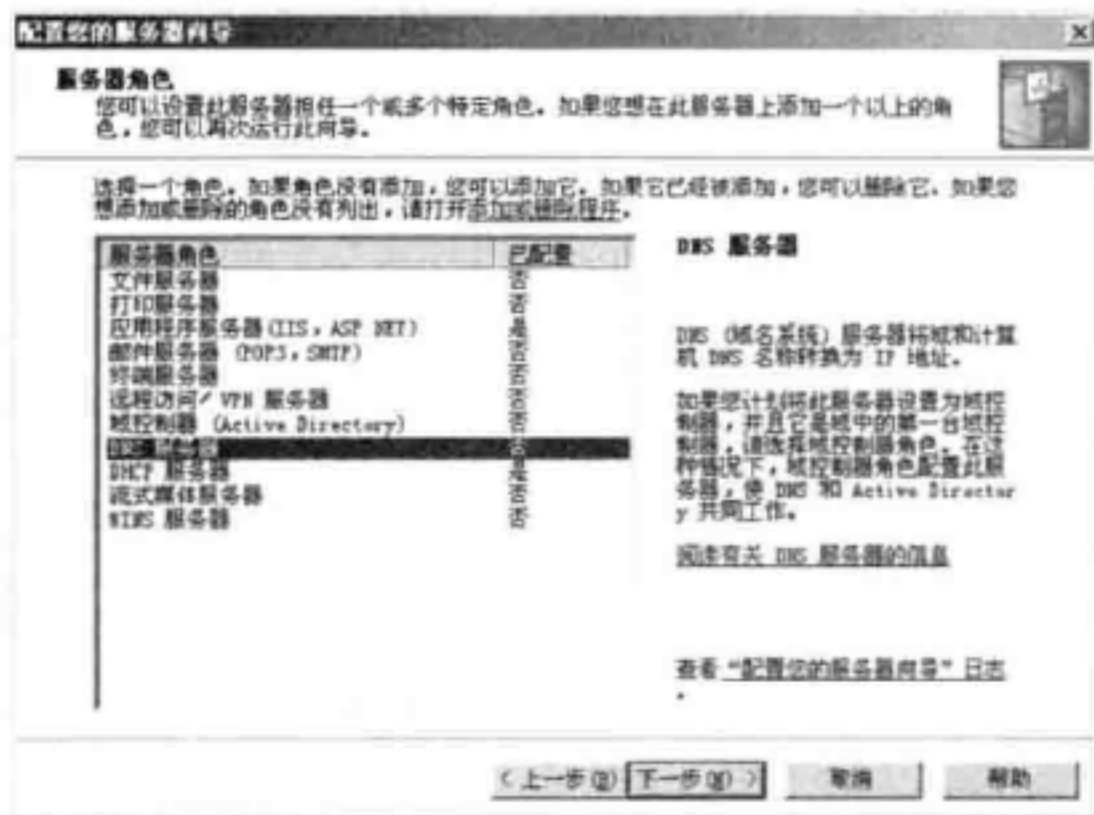 配置您的服务器向导
服务器角色
您可以设置此服务器担任一个或多个特定角色。如果您想在此服务器上添加一个以上的角
色，您可以再次运行此向导。
选择一个角色。如果角色没有添加，您可以添加它。如果它已经被添加，您可以删除它。如果您
想添加或删除的角色没有列出，请打开添加或删除程序。
服务器角色 已配置
文件服务器 否
打印服务器 否
应用程序服务器(IIS，ASP NET) 是
邮件服务器 (POP3，SMTP) 否
终端服务器 否
远程访问/ VPN 服务器 否
域控制器 (Active Directory) 否
DNS 服务器
DHCP 服务器 是
流式媒体服务器 否
WINS 服务器 否
DNS 服务器
DNS (域名系统) 服务器将域和计算
机 DNS 名称转换为 IP 地址。
如果您计划将此服务器设置为域控
制器，并且它是域中的第一台域控
制器，请选择域控制器角色。在这
种情况下，域控制器角色配置此服
务器，使 DNS 和 Active Director
y 共同工作。
阅读有关 DNS 服务器的信息
查看 “配置您的服务器向导” 日志
。
< 上一步(B) 下一步(N) > 取消 帮助